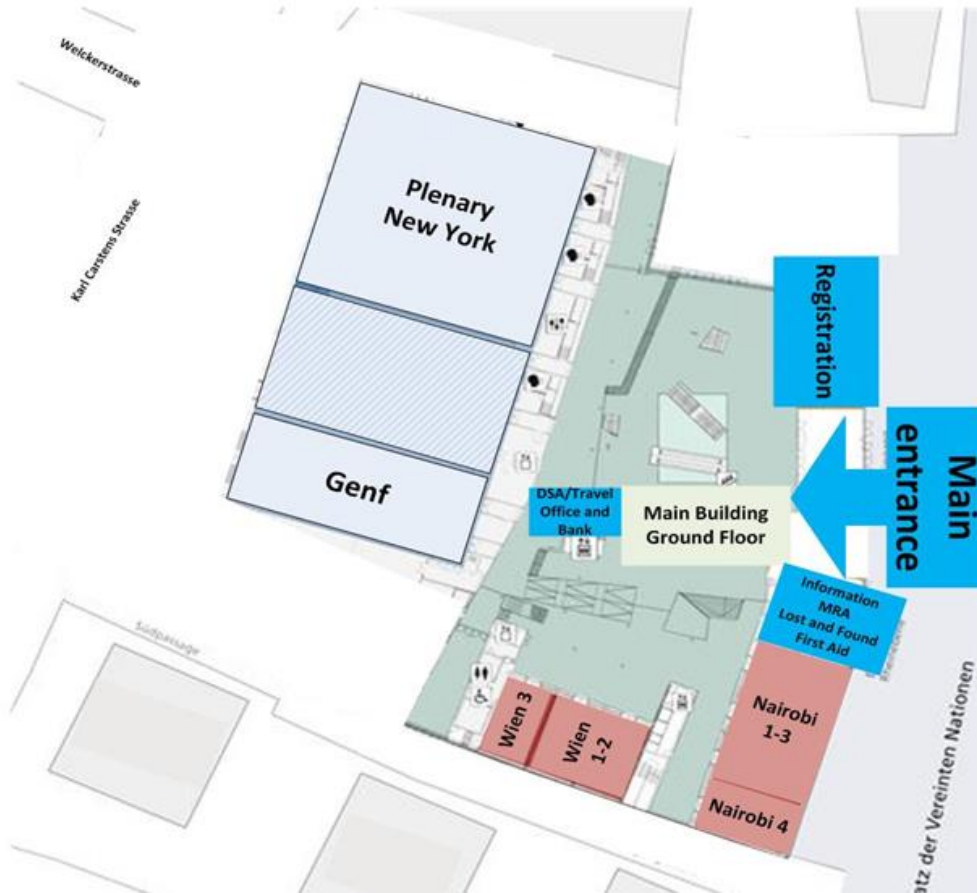 Welckerstrasse
Karl Carstens Strasse
Plenary
New York
Genf
Registration
Main
entrance
DSA/Travel
Office and
Bank
Main Building
Ground Floor
Information
MRA
Lost and Found
First Aid
Südpassage
Wien 3
Wien
1-2
Nairobi
1-3
Nairobi 4
atz der Vereinten Nationen